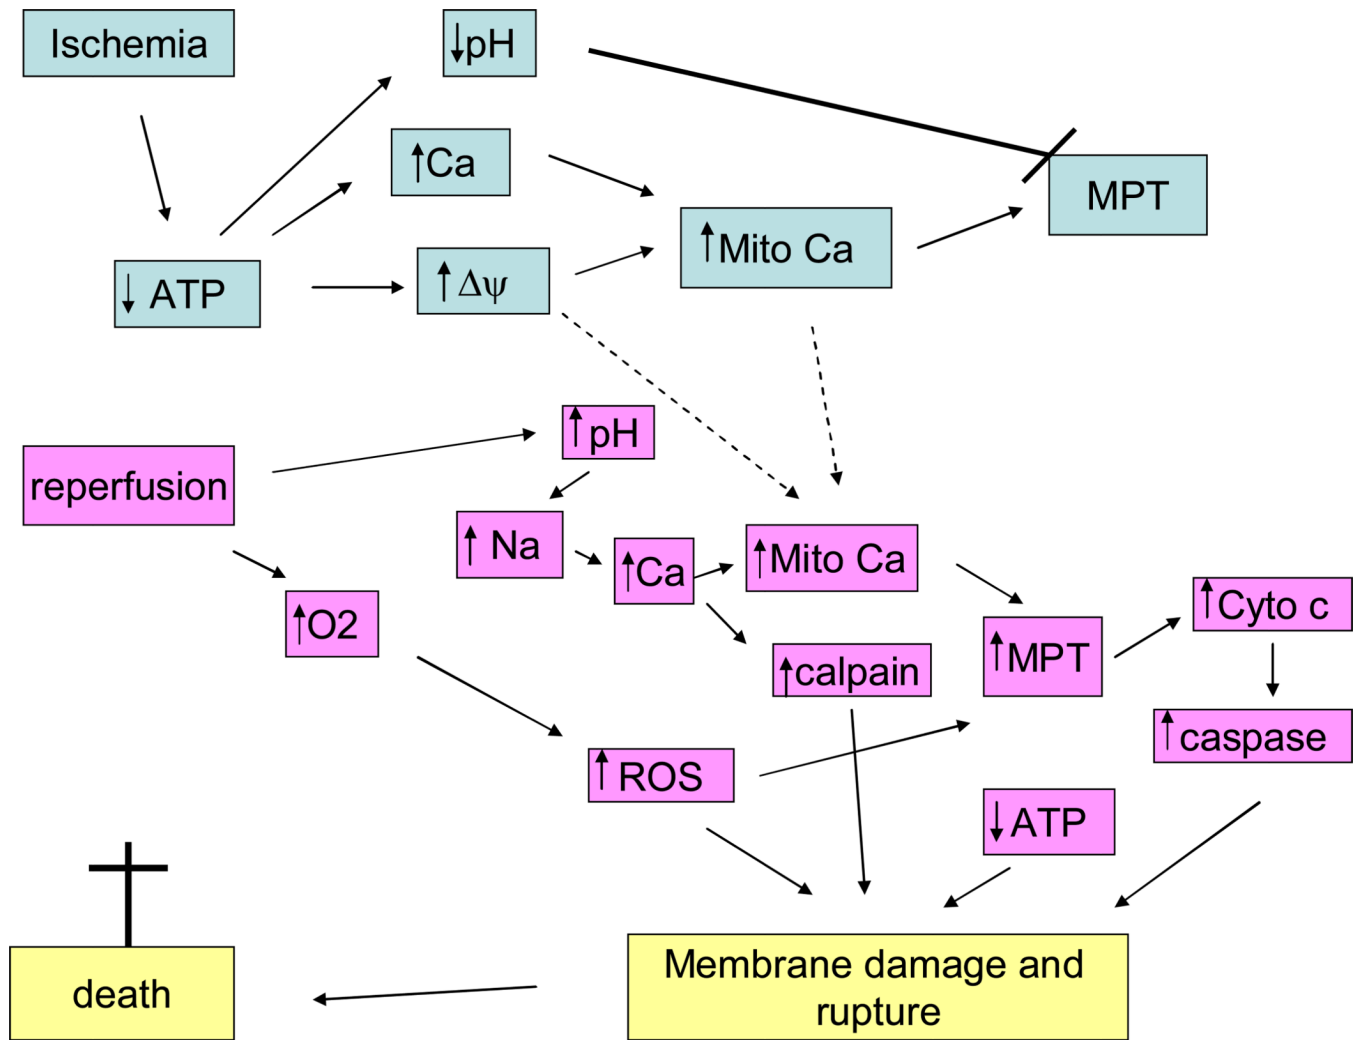 Ischemia
↓pH
↑Ca
MPT
↑Mito Ca
↓ ATP
↑ Δψ
↑pH
reperfusion
↑ Na
↑Ca
↑Mito Ca
↑Cyto c
↑O2
↑MPT
↑calpain
↑caspase
↑ROS
↓ATP
Membrane damage and
rupture
death